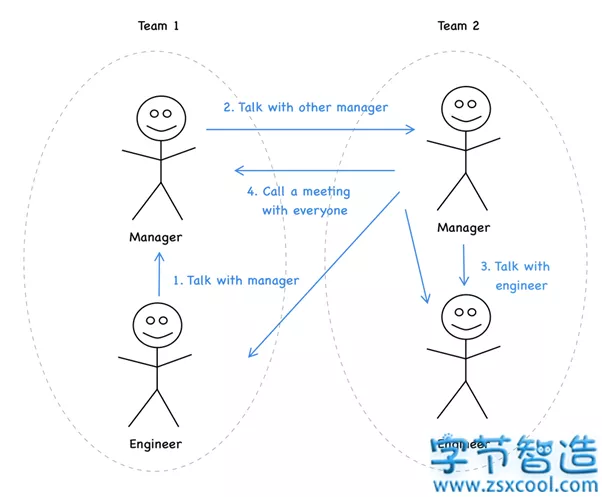 Team 1
Team 2
2. Talk with other manager
4. Call a meeting
with everyone
Manager
Manager
1. Talk with manager
3. Talk with
engineer
Engineer
Engineer
字节智造
www.zsxcool.com